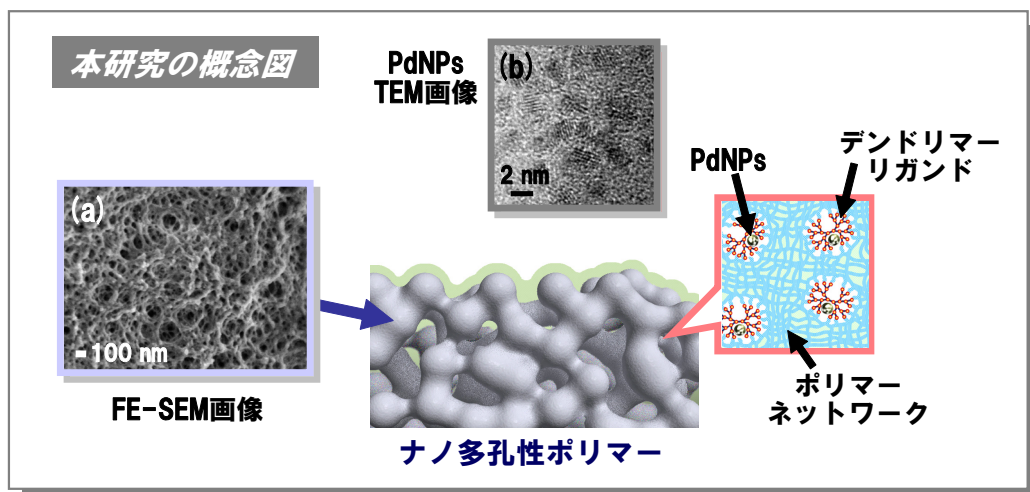 本研究の概念図
PdNPs
TEM画像
(b)
2 nm
PdNPs
デンドリマー
リガンド
(a)
100 nm
FE-SEM画像
ポリマー
ネットワーク
ナノ多孔性ポリマー